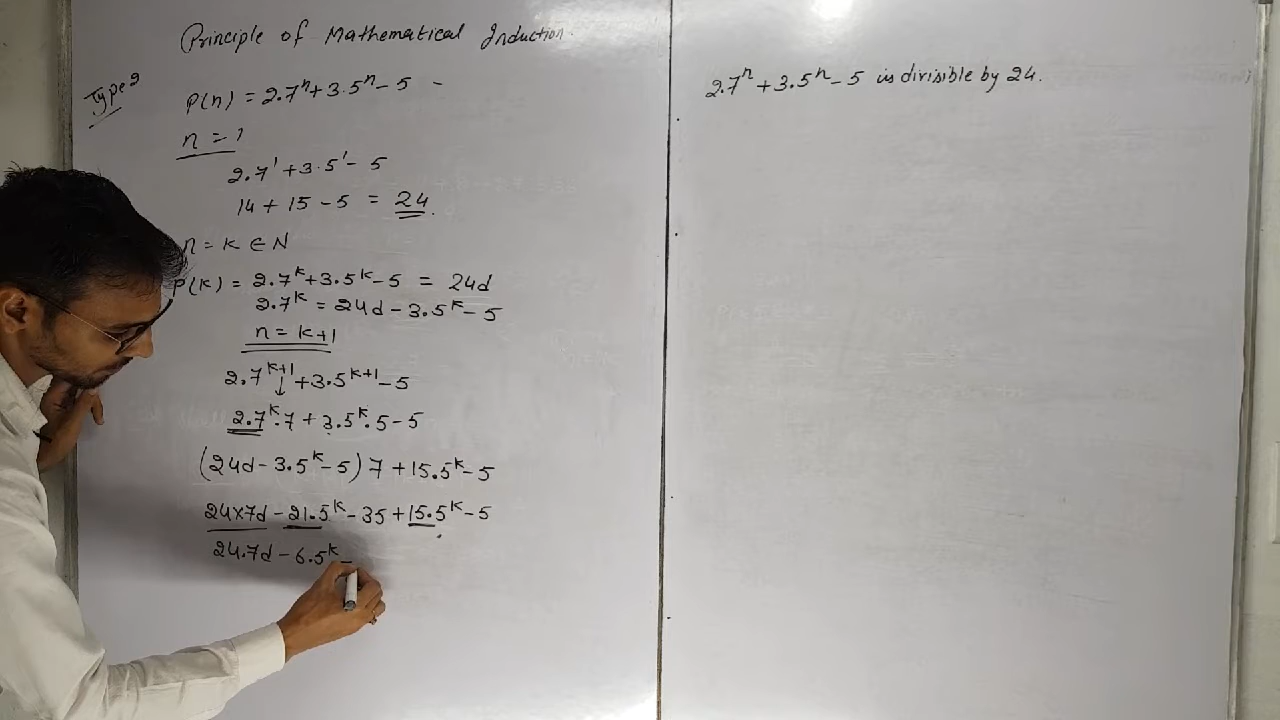 Principle of Mathematical Induction.
Type 2
P(n) = 2.7ⁿ + 3.5ⁿ - 5 -
n = 1
2.7¹ + 3.5¹ - 5
14 + 15 - 5 = 24.
n = k ∈ N
P(k) = 2.7ᵏ + 3.5ᵏ - 5 = 24d
2.7ᵏ = 24d - 3.5ᵏ - 5
n = k+1
2.7ᵏ⁺¹ + 3.5ᵏ⁺¹ - 5
↓
2.7ᵏ.7 + 3.5ᵏ.5 - 5
(24d - 3.5ᵏ - 5) 7 + 15.5ᵏ - 5
24×7d - 21.5ᵏ - 35 + 15.5ᵏ - 5
24.7d - 6.5ᵏ -
2.7ⁿ + 3.5ⁿ - 5 is divisible by 24.